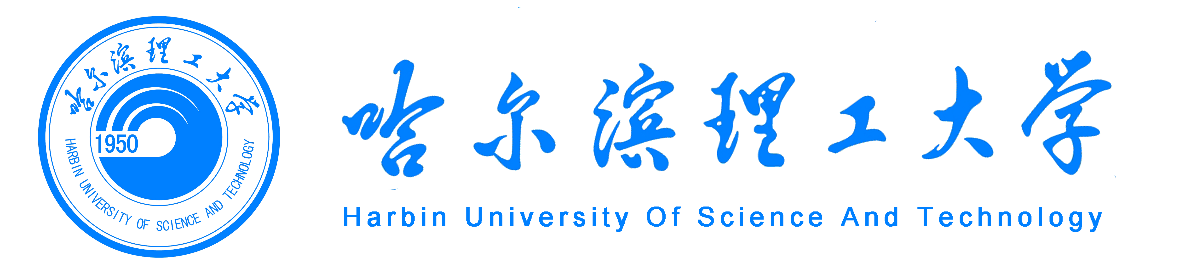 哈尔滨理工大学
1950
HARBIN UNIVERSITY OF SCIENCE AND TECHNOLOGY
哈尔滨理工大学
Harbin University Of Science And Technology